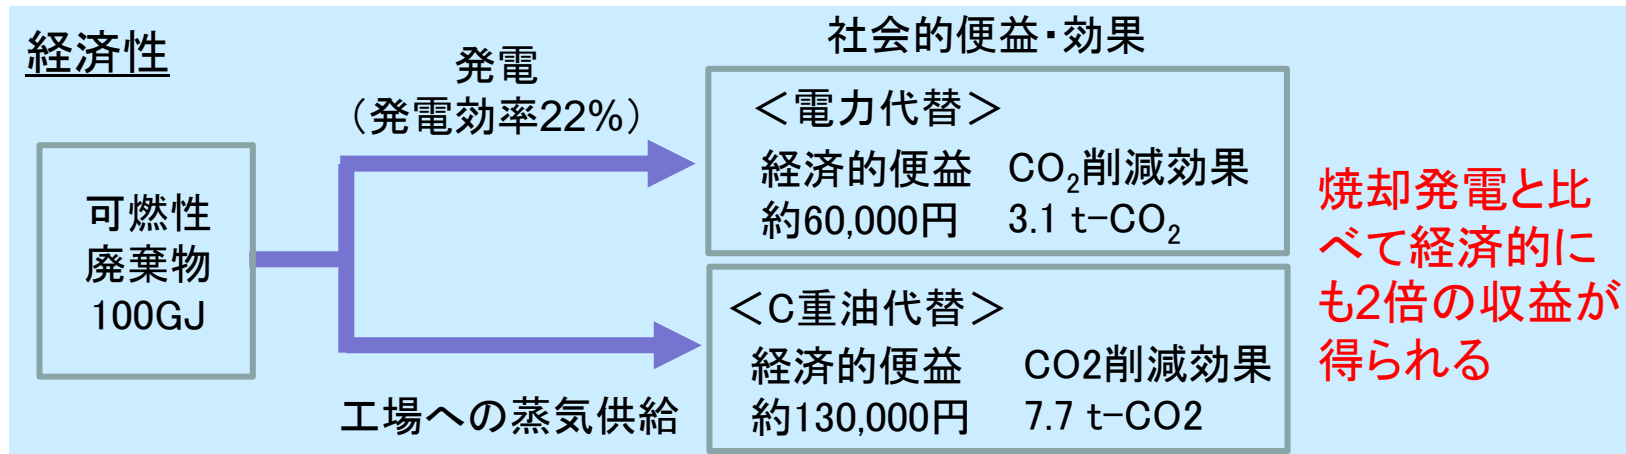 経済性
可燃性
廃棄物
100GJ
発電
（発電効率22%）
工場への蒸気供給
社会的便益・効果
＜電力代替＞
経済的便益 CO₂削減効果
約60,000円 3.1 t-CO₂
＜C重油代替＞
経済的便益 CO2削減効果
約130,000円 7.7 t-CO2
焼却発電と比
べて経済的に
も2倍の収益が
得られる